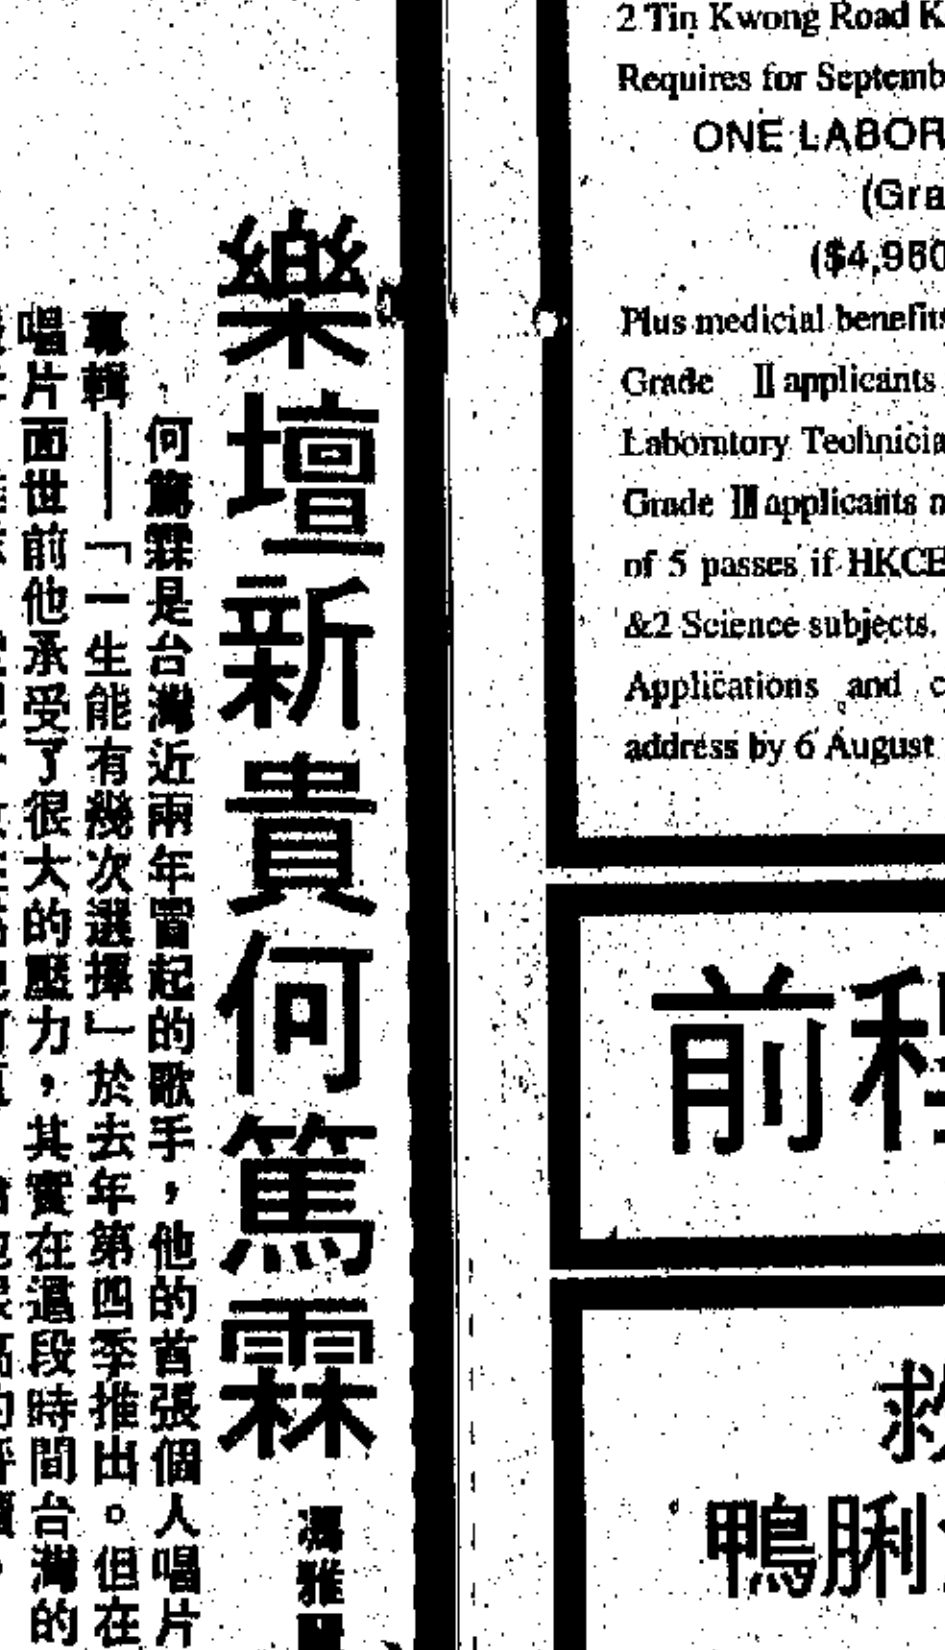 樂壇新貴何篤霖
馮雅
何篤霖是台灣近兩年冒起的歌手，他的首張個人唱片
專輯——「一生能有幾次選擇」於去年第四季推出。但在
唱片面世前他承受了很大的壓力，其實在這段時間台灣的
2 Tin Kwong Road K
Requires for Septemb
ONE LABOR
(Gra
($4,960
Plus medicial benefits
Grade II applicants
Laboratory Technicia
Grade III applicants
of 5 passes if HKCE
&2 Science subjects.
Applications and c
address by 6 August
前程
救
鴨脷